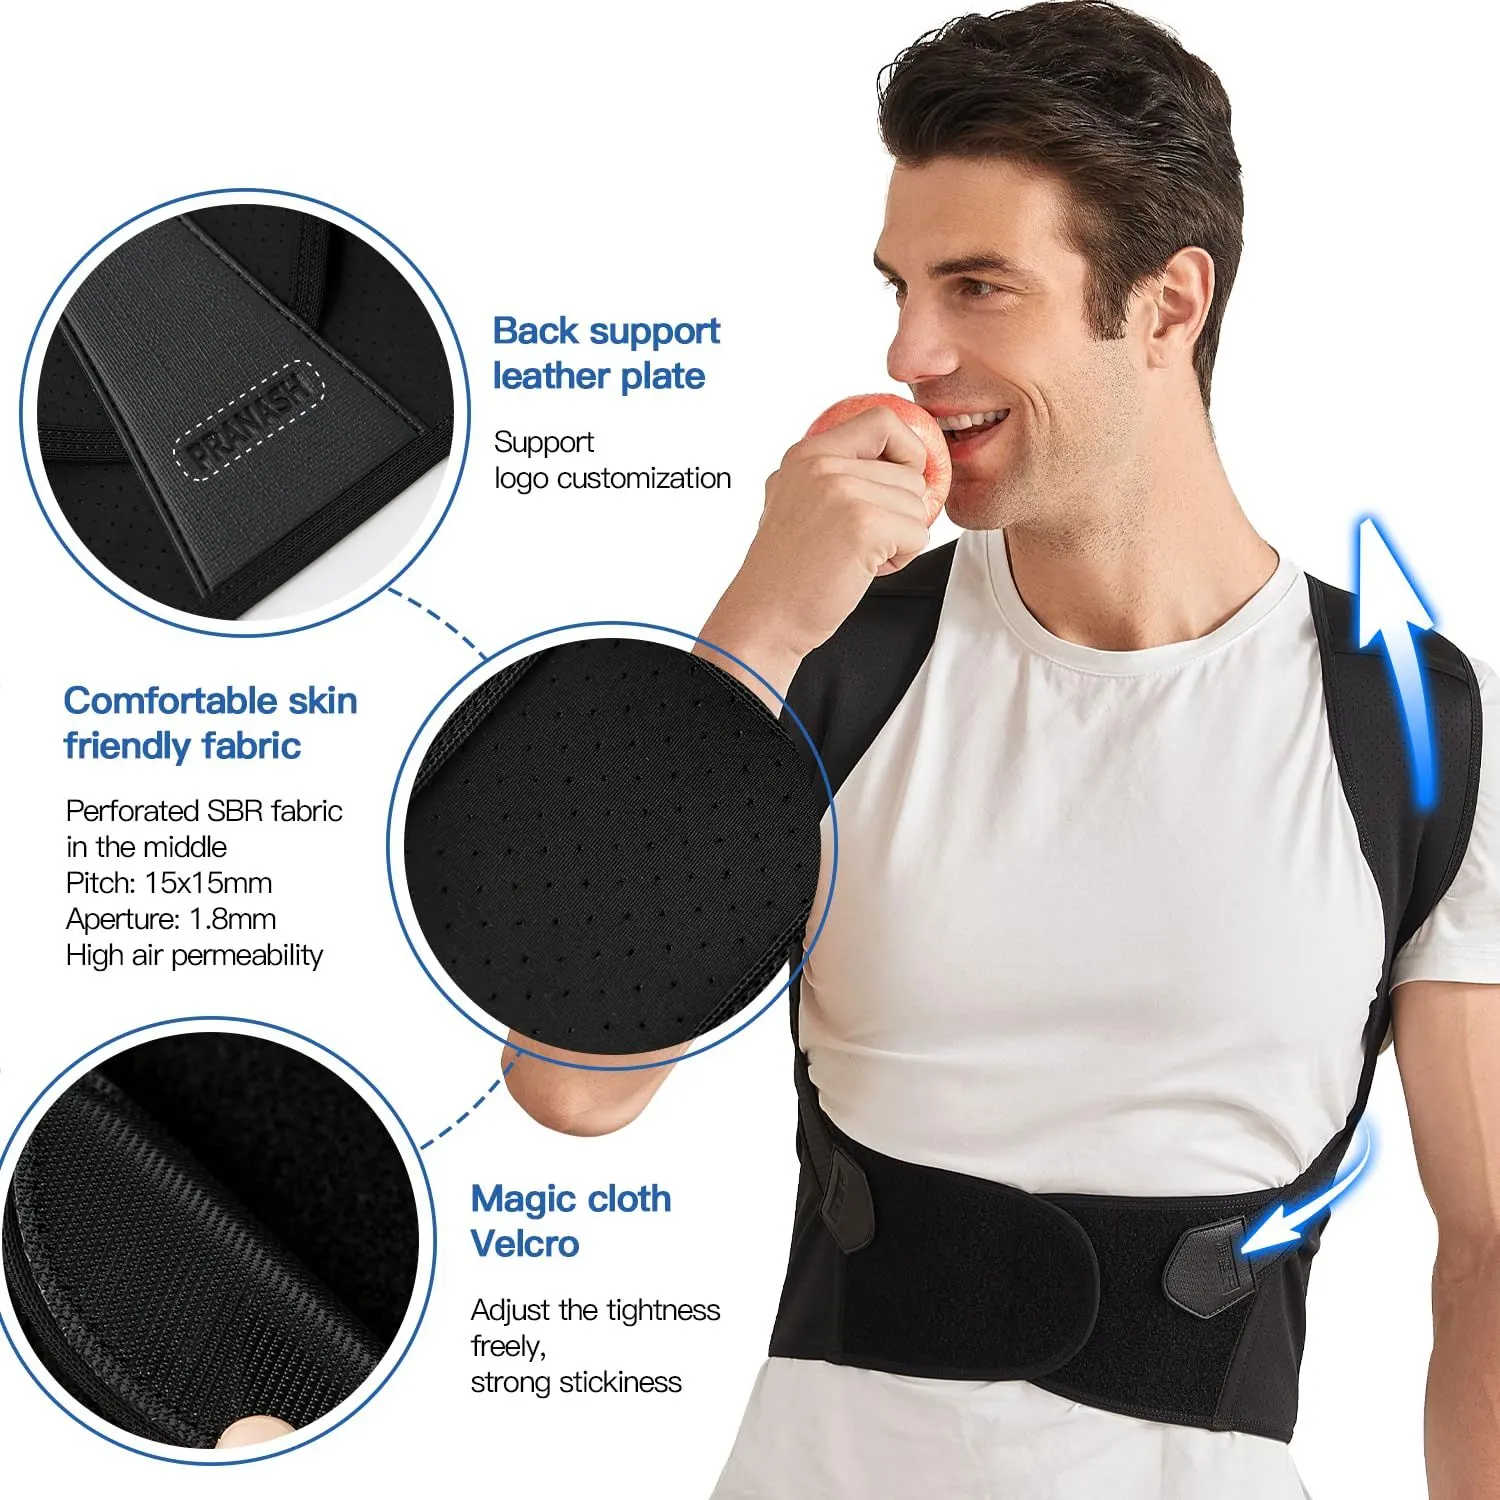 PRANASH
Back support
leather plate
Support
logo customization
Comfortable skin
friendly fabric
Perforated SBR fabric
in the middle
Pitch: 15x15mm
Aperture: 1.8mm
High air permeability
Magic cloth
Velcro
Adjust the tightness
freely,
strong stickiness